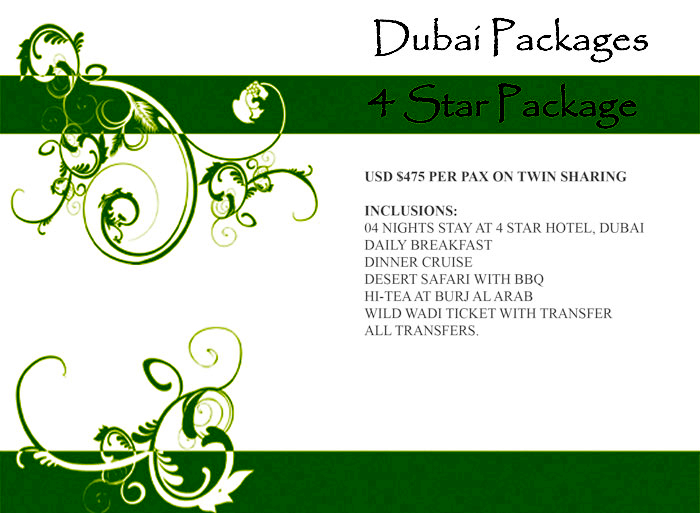 Dubai Packages
4 Star Package
USD $475 PER PAX ON TWIN SHARING
INCLUSIONS:
04 NIGHTS STAY AT 4 STAR HOTEL, DUBAI
DAILY BREAKFAST
DINNER CRUISE
DESERT SAFARI WITH BBQ
HI-TEA AT BURJ AL ARAB
WILD WADI TICKET WITH TRANSFER
ALL TRANSFERS.